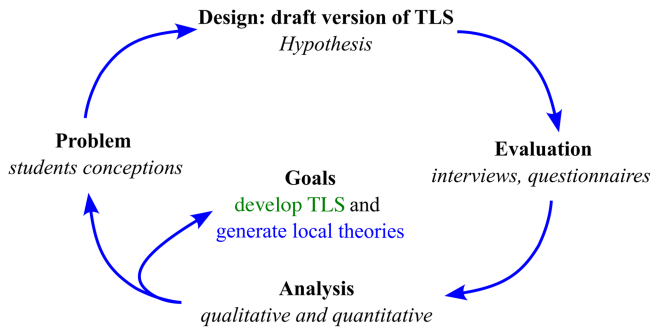 Design: draft version of TLS
Hypothesis
Problem
students conceptions
Evaluation
interviews, questionnaires
Goals
develop TLS and
generate local theories
Analysis
qualitative and quantitative